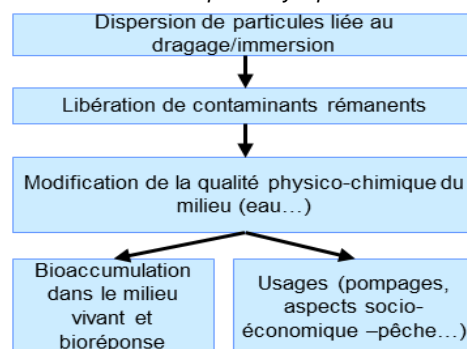 Dispersion de particules liée au
dragage/immersion
Libération de contaminants rémanents
Modification de la qualité physico-chimique du
milieu (eau…)
Bioaccumulation
dans le milieu
vivant et
bioréponse
Usages (pompages,
aspects socio-
économique –pêche…)